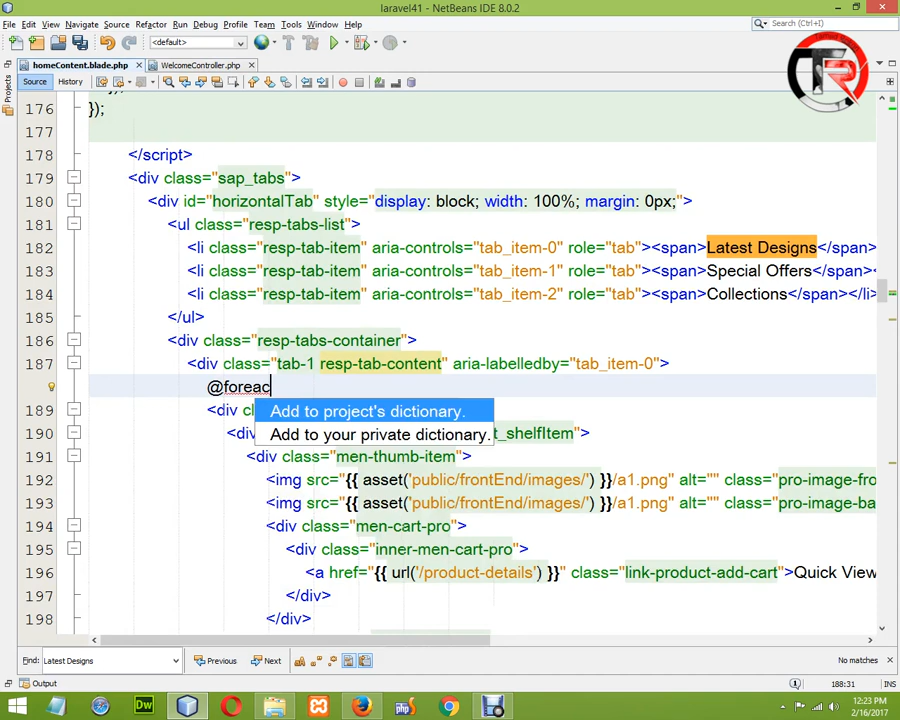 laravel41 - NetBeans IDE 8.0.2
File Edit View Navigate Source Refactor Run Debug Profile Team Tools Window Help
<default>
Search (Ctrl+I)
homeContent.blade.php WelcomeController.php
Source History
Projects
176 });
177
178 </script>
179 <div class="sap_tabs">
180 <div id="horizontalTab" style="display: block; width: 100%; margin: 0px;">
181 <ul class="resp-tabs-list">
182 <li class="resp-tab-item" aria-controls="tab_item-0" role="tab"><span>Latest Designs</span>
183 <li class="resp-tab-item" aria-controls="tab_item-1" role="tab"><span>Special Offers</span>
184 <li class="resp-tab-item" aria-controls="tab_item-2" role="tab"><span>Collections</span></li>
185 </ul>
186 <div class="resp-tabs-container">
187 <div class="tab-1 resp-tab-content" aria-labelledby="tab_item-0">
@foreac
189 <div cl
Add to project's dictionary.
190 <div
Add to your private dictionary.
t_shelfItem">
191 <div class="men-thumb-item">
192 <img src="{{ asset('public/frontEnd/images/') }}/a1.png" alt="" class="pro-image-fro
193 <img src="{{ asset('public/frontEnd/images/') }}/a1.png" alt="" class="pro-image-ba
194 <div class="men-cart-pro">
195 <div class="inner-men-cart-pro">
196 <a href="{{ url('/product-details') }}" class="link-product-add-cart">Quick View
197 </div>
198 </div>
Find: Latest Designs Previous Next No matches
Output
188:31 INS
12:23 PM
2/16/2017